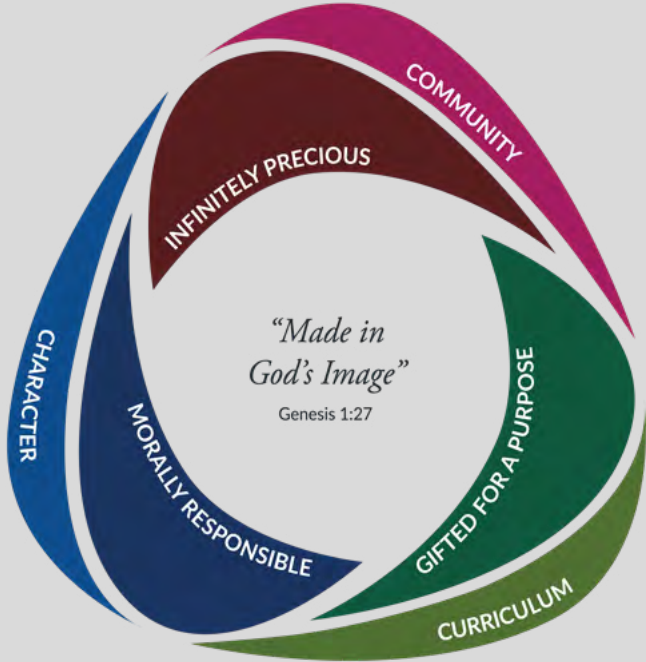 COMMUNITY
INFINITELY PRECIOUS
“Made in
God’s Image”
Genesis 1:27
CHARACTER
MORALLY RESPONSIBLE
GIFTED FOR A PURPOSE
CURRICULUM